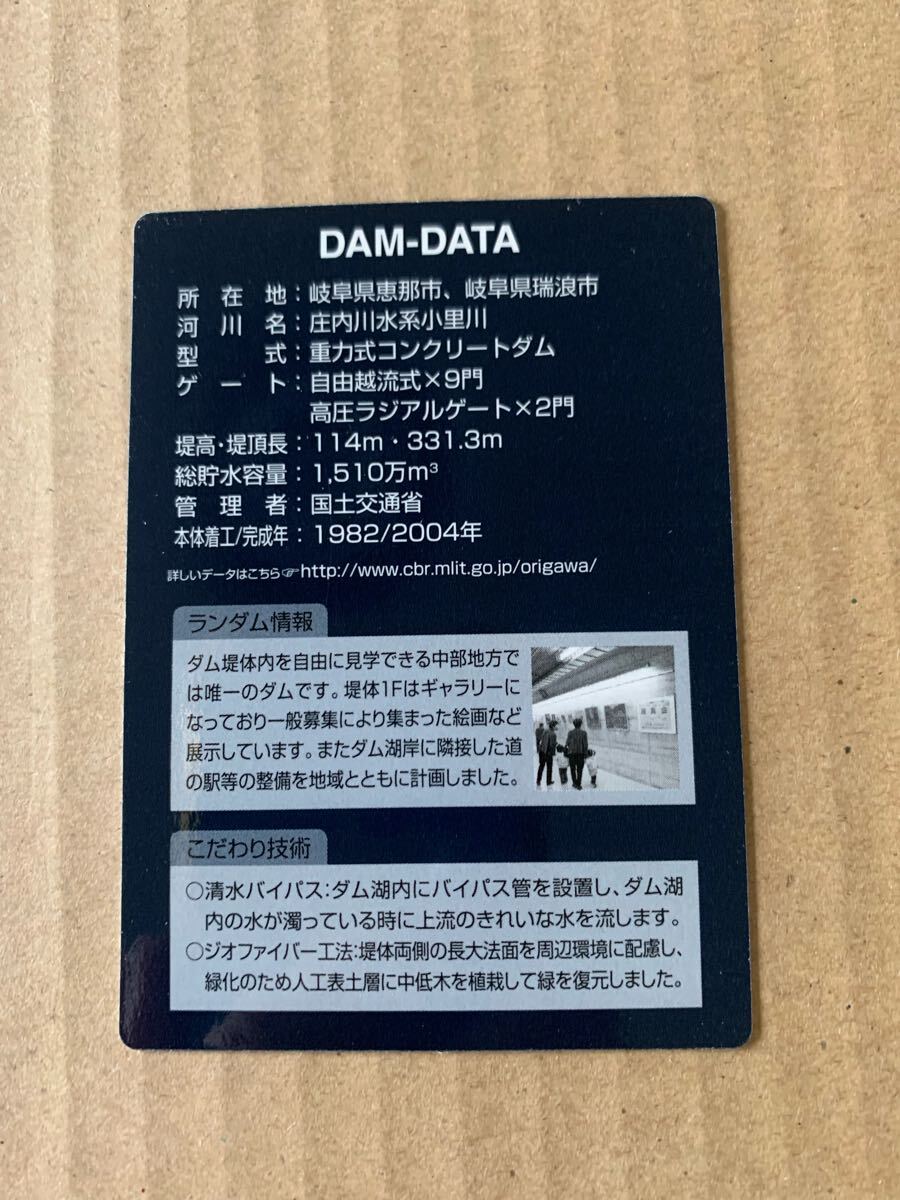 DAM-DATA
所在地：岐阜県恵那市、岐阜県瑞浪市
河川名：庄内川水系小里川
型式：重力式コンクリートダム
ゲート：自由越流式×9門
高圧ラジアルゲート×2門
堤高・堤頂長：114m・331.3m
総貯水容量：1,510万m³
管理者：国土交通省
本体着工/完成年：1982/2004年
詳しいデータはこちら☞http://www.cbr.mlit.go.jp/origawa/
ランダム情報
ダム堤体内を自由に見学できる中部地方で
は唯一のダムです。堤体1Fはギャラリーに
なっており一般募集により集まった絵画など
展示しています。またダム湖岸に隣接した道
の駅等の整備を地域とともに計画しました。
こだわり技術
○清水バイパス：ダム湖内にバイパス管を設置し、ダム湖
内の水が濁っている時に上流のきれいな水を流します。
○ジオファイバー工法：堤体両側の長大法面を周辺環境に配慮し、
緑化のため人工表土層に中低木を植栽して緑を復元しました。